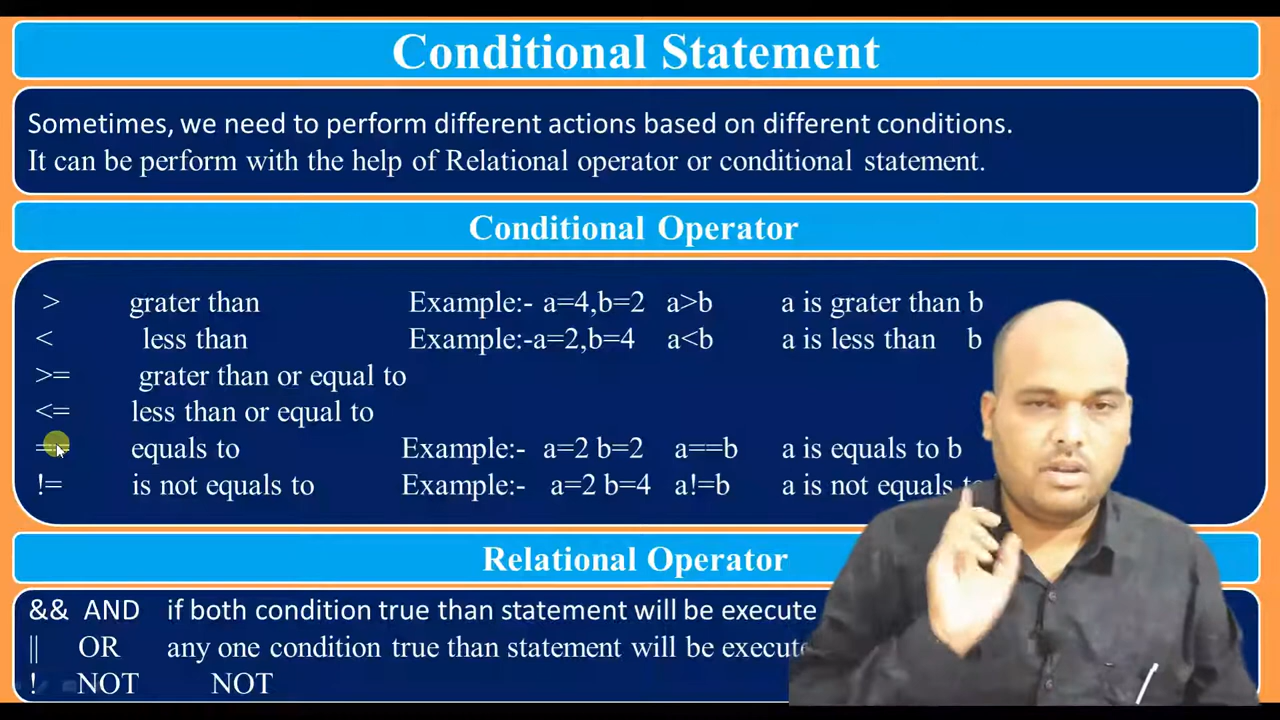 Conditional Statement
Sometimes, we need to perform different actions based on different conditions.
It can be perform with the help of Relational operator or conditional statement.
Conditional Operator
> grater than Example:- a=4,b=2 a>b a is grater than b
< less than Example:-a=2,b=4 a<b a is less than b
>= grater than or equal to
<= less than or equal to
== equals to Example:- a=2 b=2 a==b a is equals to b
!= is not equals to Example:- a=2 b=4 a!=b a is not equals
Relational Operator
&& AND if both condition true than statement will be execute
|| OR any one condition true than statement will be execute
! NOT NOT